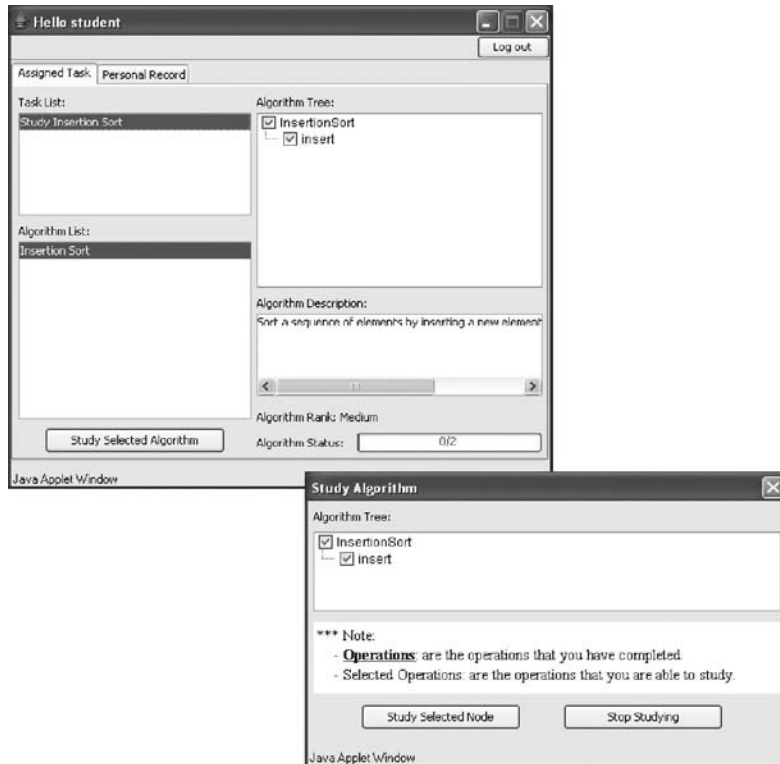 Hello student
Log out
Assigned Task
Personal Record
Task List:
Study Insertion Sort
Algorithm List:
Insertion Sort
Study Selected Algorithm
Algorithm Tree:
InsertionSort
insert
Algorithm Description:
Sort a sequence of elements by inserting a new element
Algorithm Rank: Medium
Algorithm Status:
0/2
Java Applet Window
Study Algorithm
Algorithm Tree:
InsertionSort
insert
*** Note:
- Operations: are the operations that you have completed.
- Selected Operations: are the operations that you are able to study.
Study Selected Node
Stop Studying
Java Applet Window